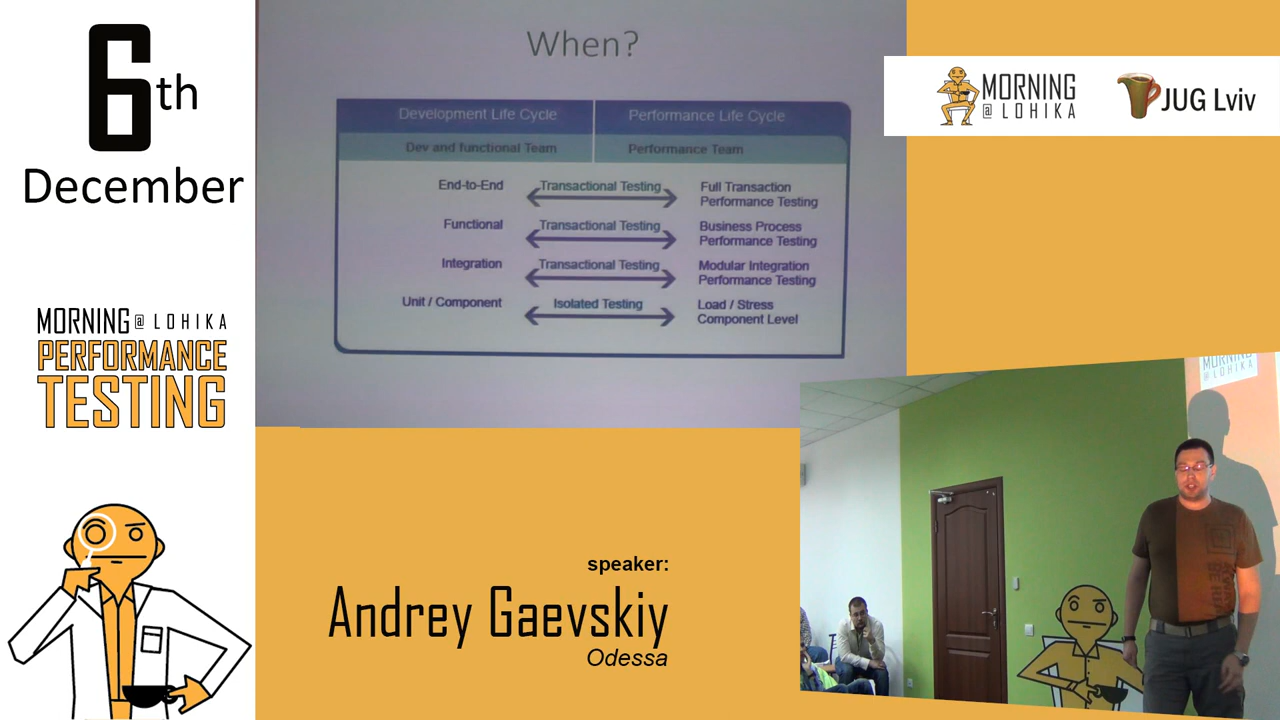 6th
December
MORNING @ LOHIKA
PERFORMANCE
TESTING
When?
Development Life Cycle
Performance Life Cycle
Dev and functional Team
Performance Team
End-to-End
Transactional Testing
Full Transaction
Performance Testing
Functional
Transactional Testing
Business Process
Performance Testing
Integration
Transactional Testing
Modular Integration
Performance Testing
Unit / Component
Isolated Testing
Load / Stress
Component Level
MORNING
@ LOHIKA
JUG Lviv
speaker:
Andrey Gaevskiy
Odessa
MORNING
@ LOHIKA